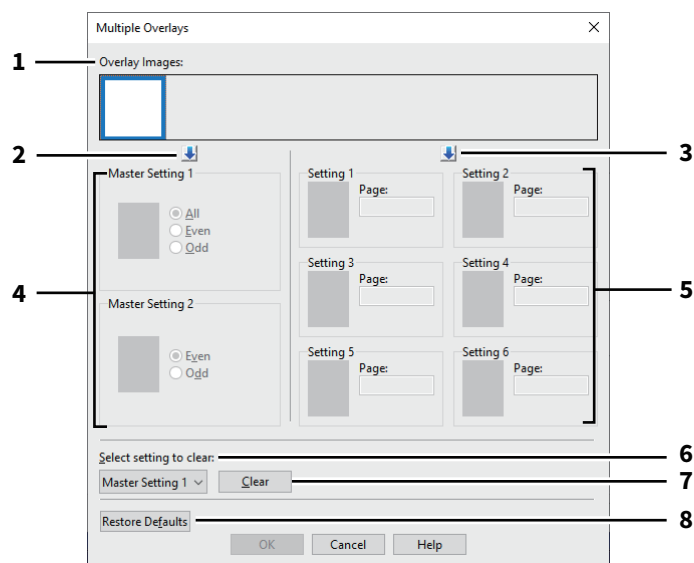 Multiple Overlays
1 Overlay Images:
2 3
Master Setting 1 Setting 1 Setting 2
Page: Page:
All
Even
Odd
Setting 3 Setting 4
Page: Page:
4 5
Master Setting 2
Setting 5 Setting 6
Even Page: Page:
Odd
Select setting to clear: 6
Master Setting 1 Clear 7
Restore Defaults 8
OK Cancel Help